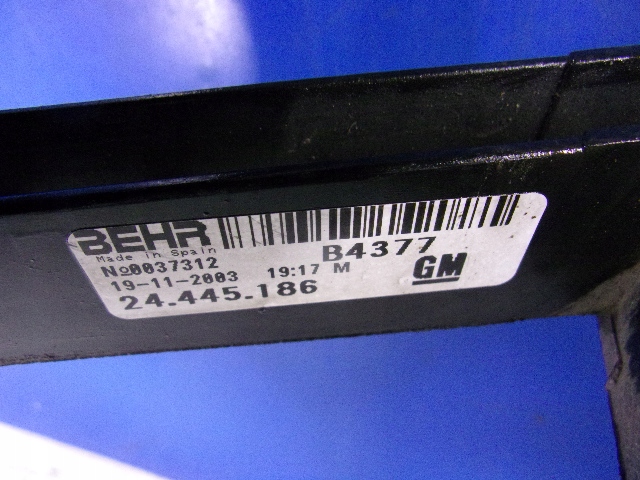 BEHR
Made in Spain
No0037312 B4377
19-11-2003 19:17 M GM
24.445.186